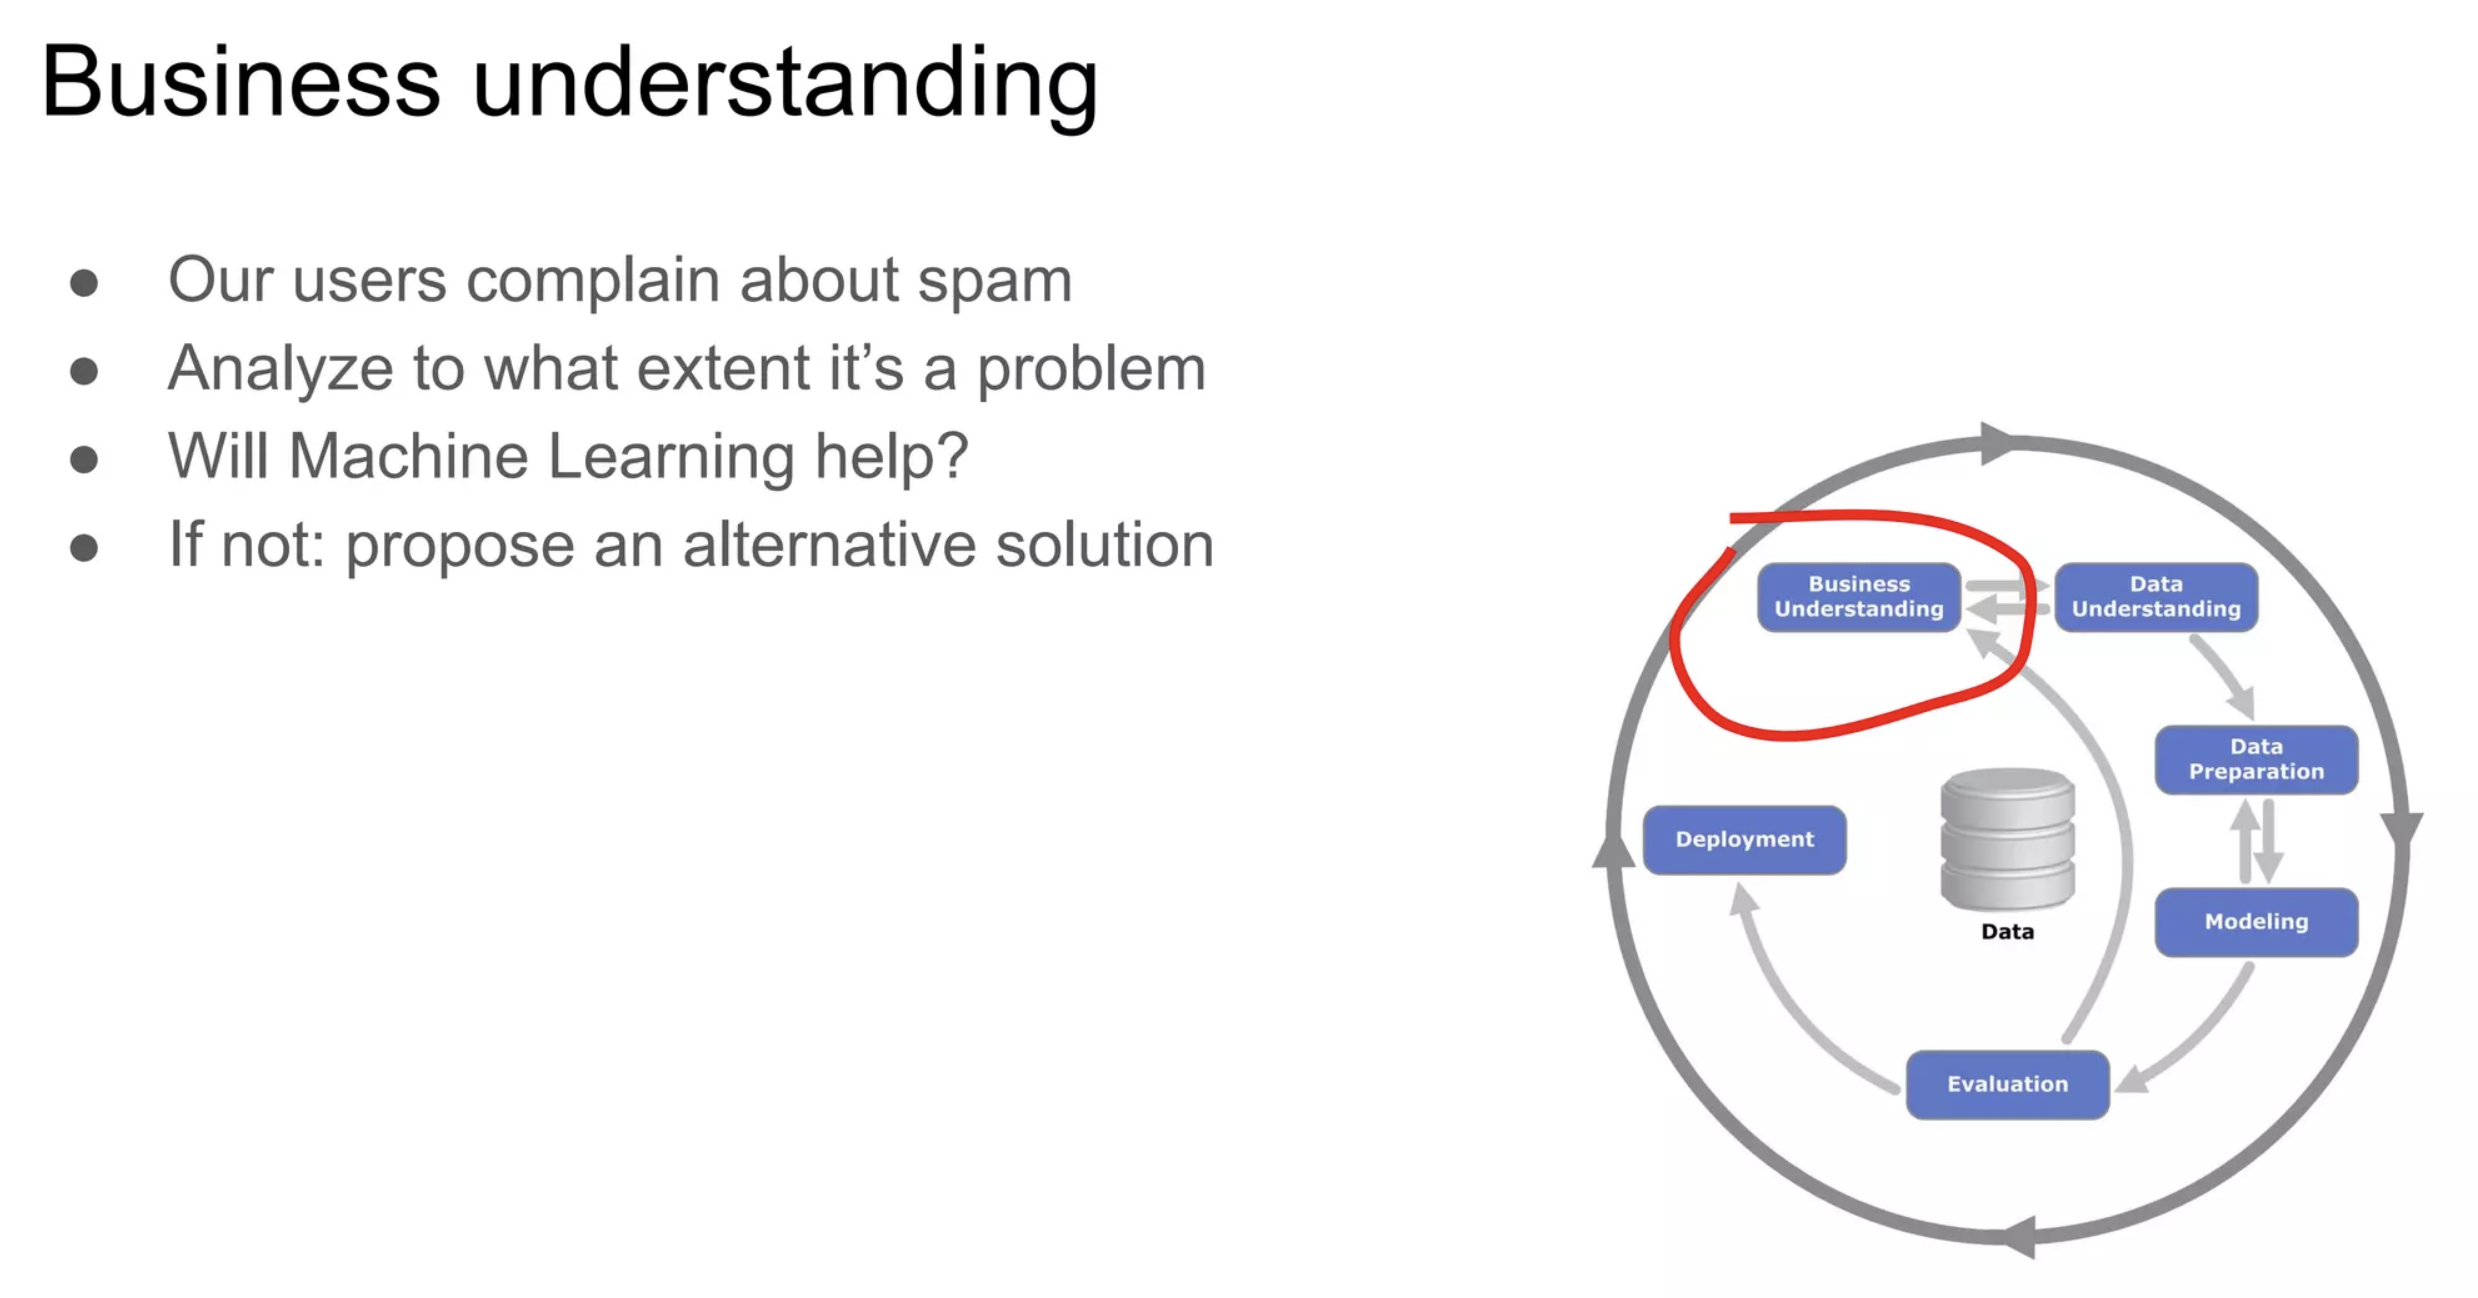 Business understanding
● Our users complain about spam
● Analyze to what extent it’s a problem
● Will Machine Learning help?
● If not: propose an alternative solution
Business
Understanding
Data
Understanding
Data
Preparation
Deployment
Modeling
Data
Evaluation